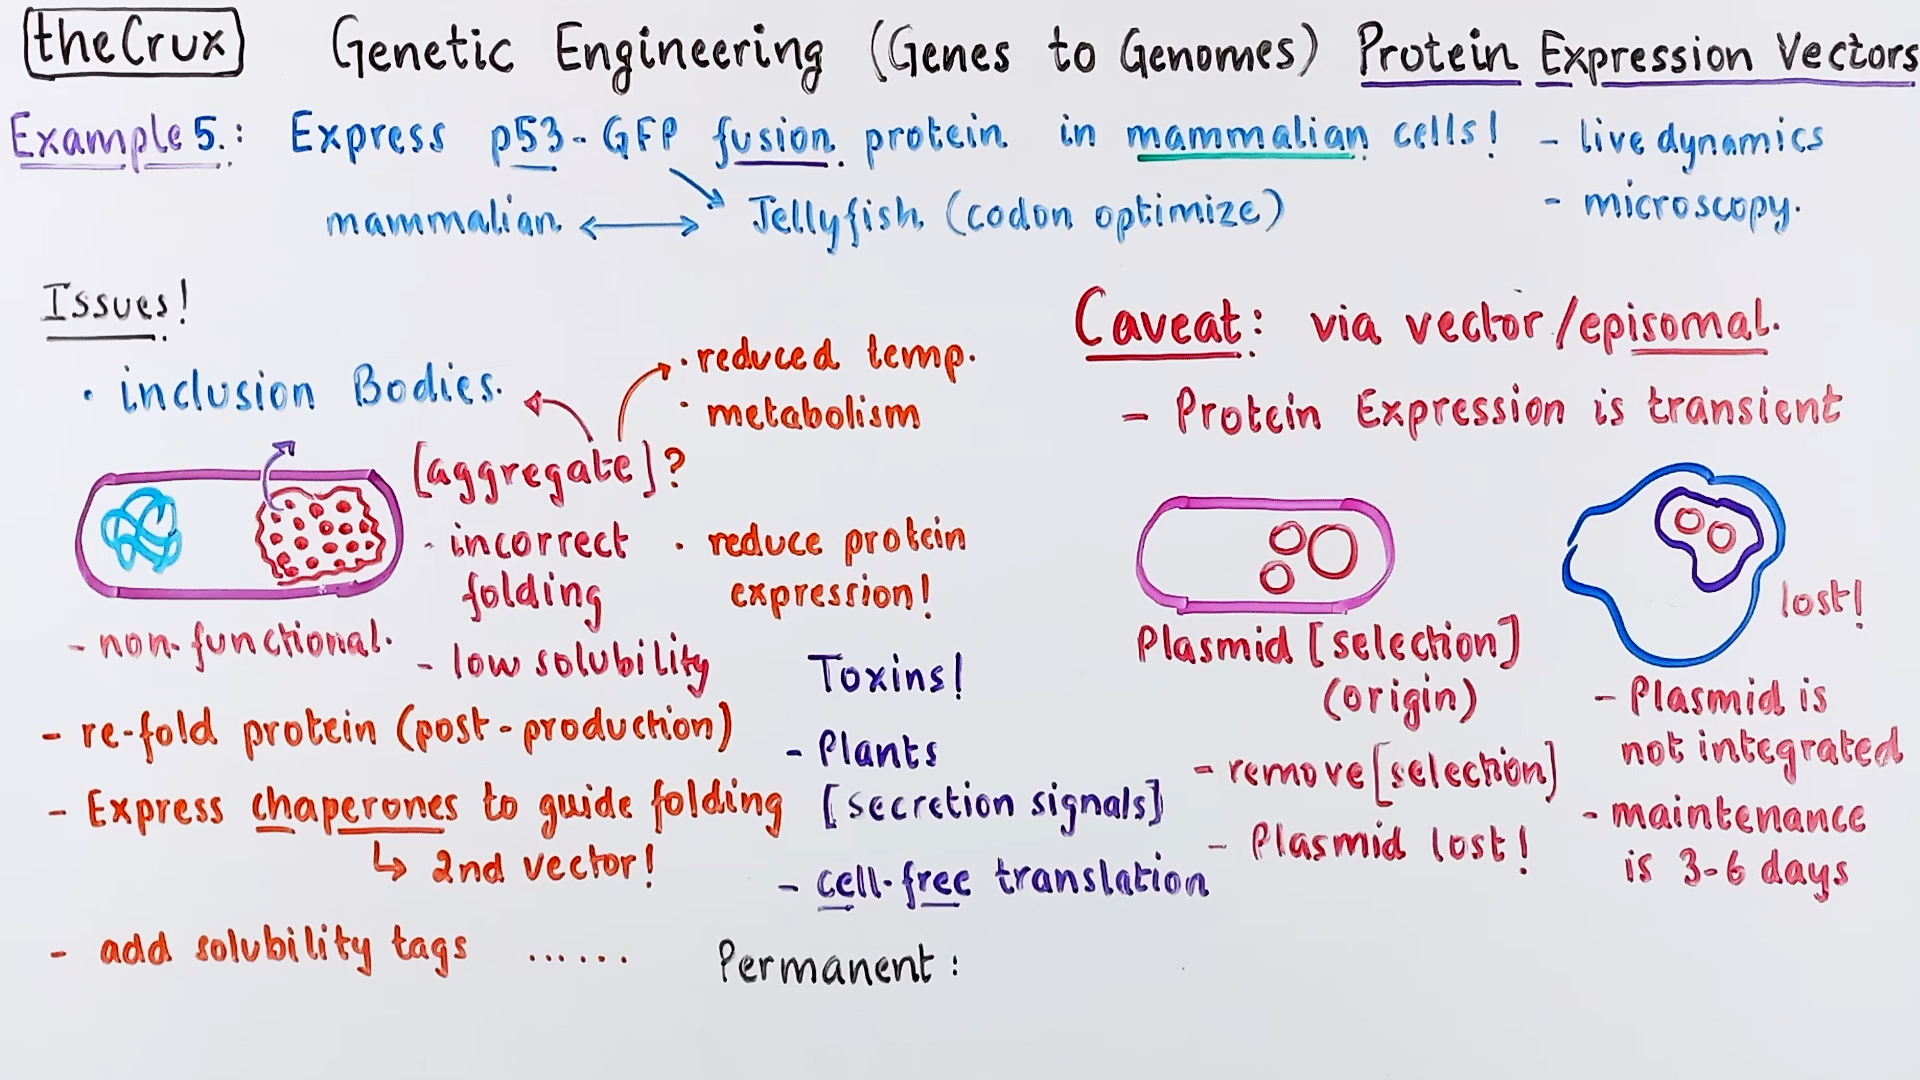 theCrux Genetic Engineering (Genes to Genomes) Protein Expression Vectors
Example 5.: Express p53-GFP fusion protein in mammalian cells!
- live dynamics
- microscopy.
mammalian ⟷ Jellyfish (codon optimize)
Issues!
· inclusion Bodies.
[aggregate]?
· reduced temp.
· metabolism
- incorrect
folding
- low solubility
· reduce protein
expression!
- non-functional.
- re-fold protein (post-production)
- Express chaperones to guide folding
↳ 2nd vector!
- add solubility tags ......
Toxins!
- Plants
[secretion signals]
- cell-free translation
Permanent:
Caveat: via vector/episomal.
- Protein Expression is transient
Plasmid [selection]
(origin)
- remove [selection]
- Plasmid lost!
lost!
- Plasmid is
not integrated
- maintenance
is 3-6 days